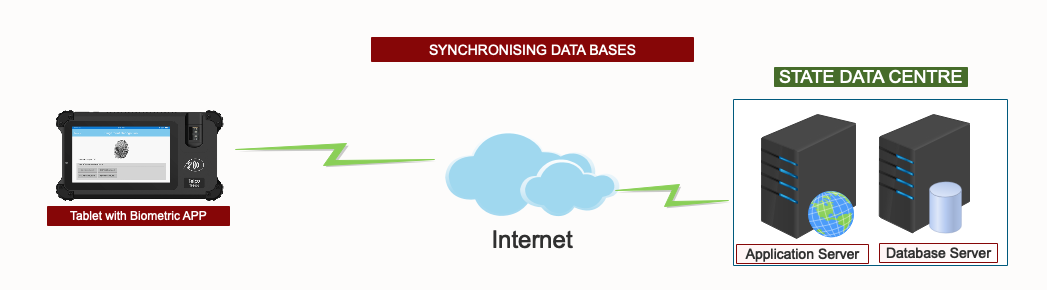 SYNCHRONISING DATA BASES
STATE DATA CENTRE
Tablet with Biometric APP
Internet
Application Server
Database Server